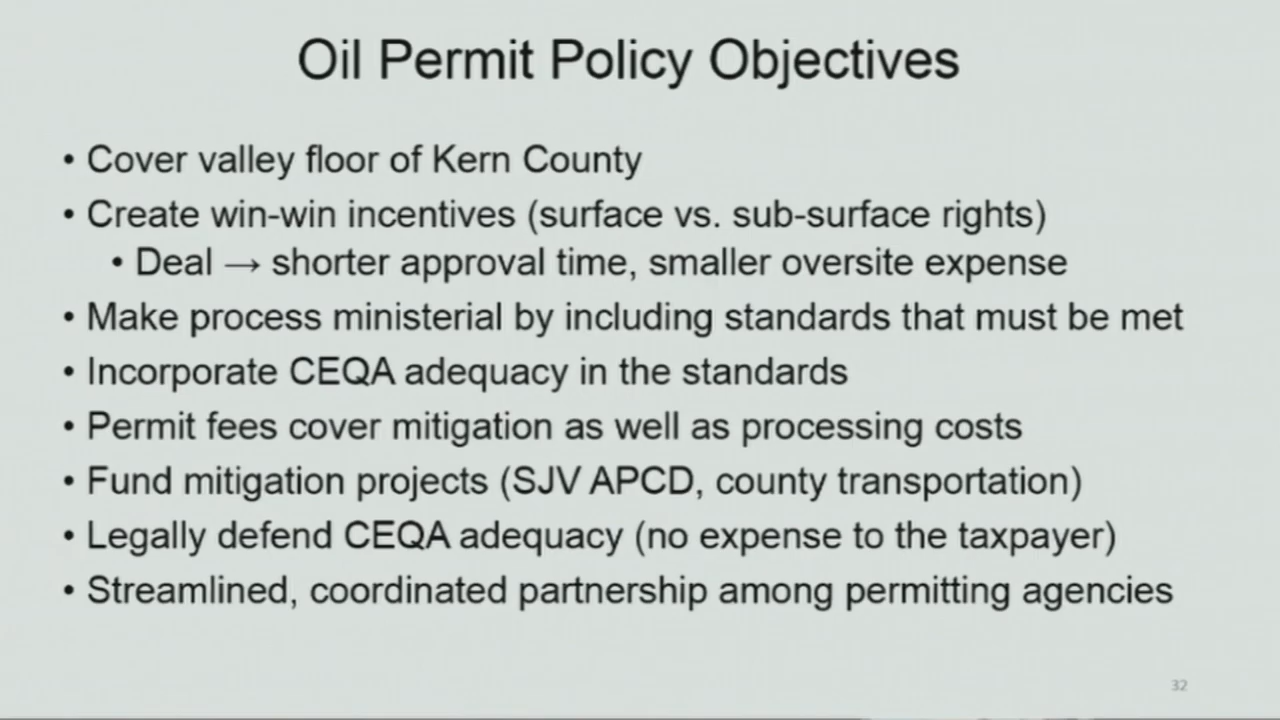 Oil Permit Policy Objectives
• Cover valley floor of Kern County
• Create win-win incentives (surface vs. sub-surface rights)
• Deal → shorter approval time, smaller oversite expense
• Make process ministerial by including standards that must be met
• Incorporate CEQA adequacy in the standards
• Permit fees cover mitigation as well as processing costs
• Fund mitigation projects (SJV APCD, county transportation)
• Legally defend CEQA adequacy (no expense to the taxpayer)
• Streamlined, coordinated partnership among permitting agencies
32